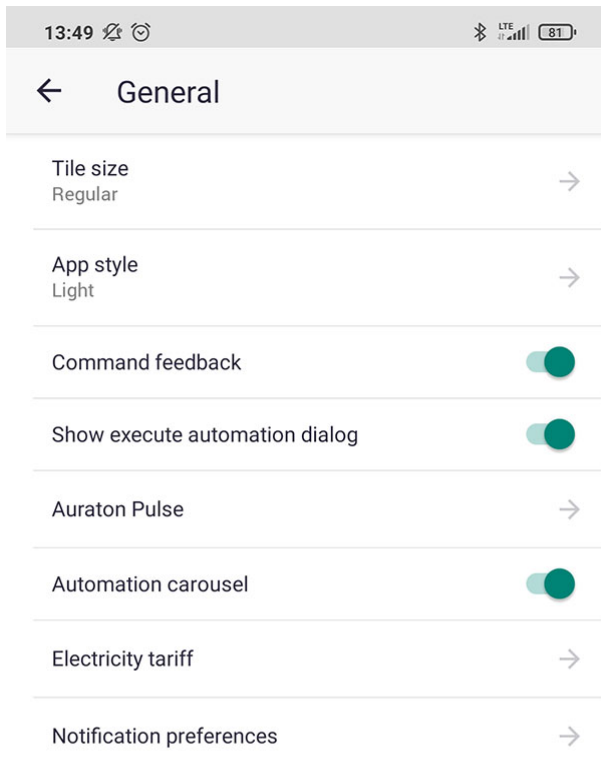 13:49 LTE 81
General
Tile size
Regular
App style
Light
Command feedback
Show execute automation dialog
Auraton Pulse
Automation carousel
Electricity tariff
Notification preferences